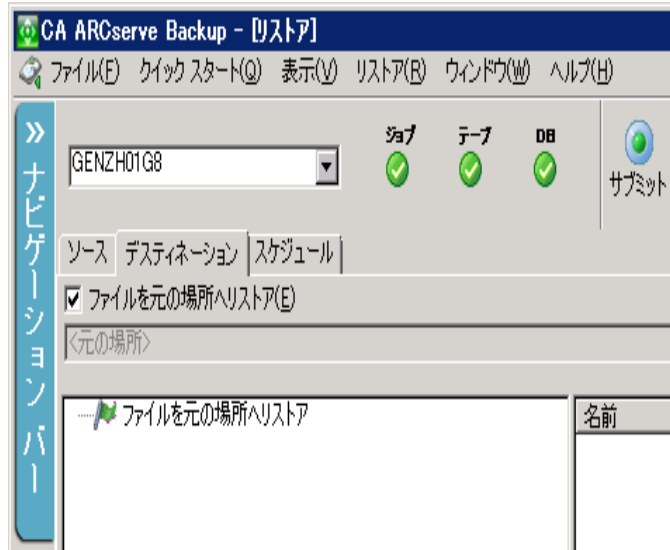 CA ARCserve Backup - [リストア]
ファイル(F) クイック スタート(Q) 表示(V) リストア(R) ウィンドウ(W) ヘルプ(H)
» ナビゲーション バー
GENZH01G8
ジョブ テープ DB
サブミット
ソース デスティネーション スケジュール
ファイルを元の場所へリストア(E)
<元の場所>
ファイルを元の場所へリストア
名前